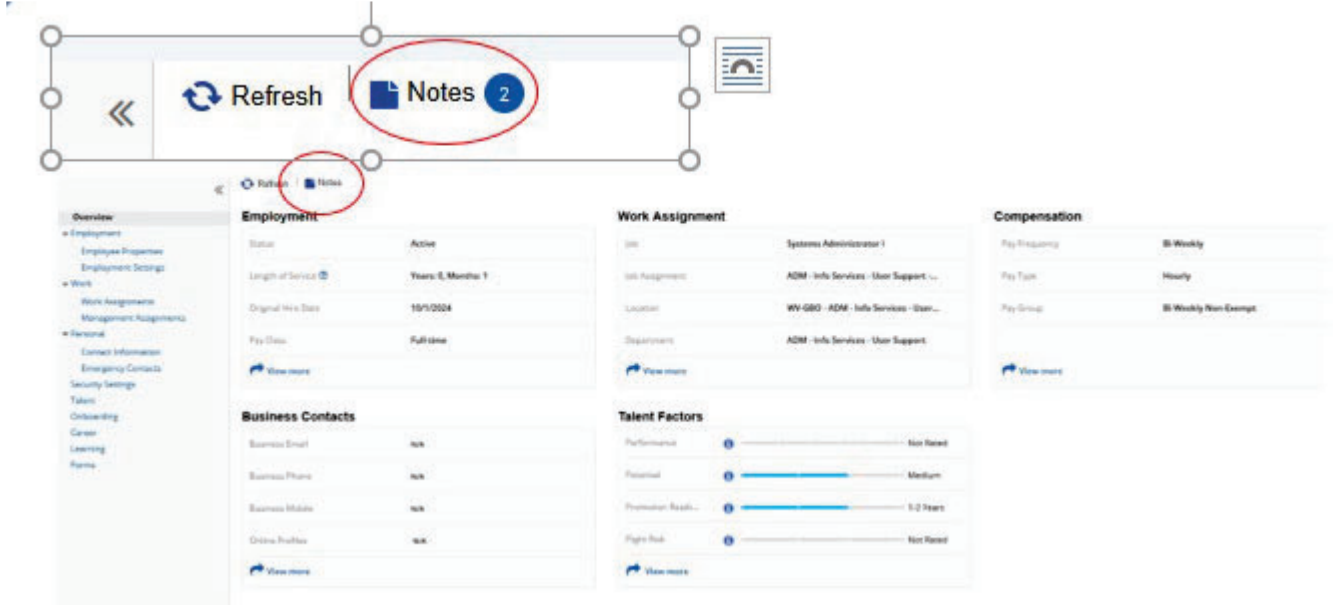 Refresh Notes 2
Refresh Notes
Overview
Employment
Employee Properties
Employment Settings
Work
Work Assignments
Management Assignments
Personal
Contact Information
Emergency Contacts
Security Settings
Talent
Onboarding
Career
Learning
Forms
Employment
Status Active
Length of Service Years: 0, Months: 1
Original Hire Date 10/1/2024
Pay Class Full-time
View more
Work Assignment
Job Systems Administrator I
Job Assignment ADM - Info Services - User Support -...
Location WV-GBO - ADM - Info Services - User...
Department ADM - Info Services - User Support
View more
Compensation
Pay Frequency Bi-Weekly
Pay Type Hourly
Pay Group Bi-Weekly Non-Exempt
View more
Business Contacts
Business Email N/A
Business Phone N/A
Business Mobile N/A
Online Profiles N/A
View more
Talent Factors
Performance Not Rated
Potential Medium
Promotion Readi... 1-2 Years
Flight Risk Not Rated
View more